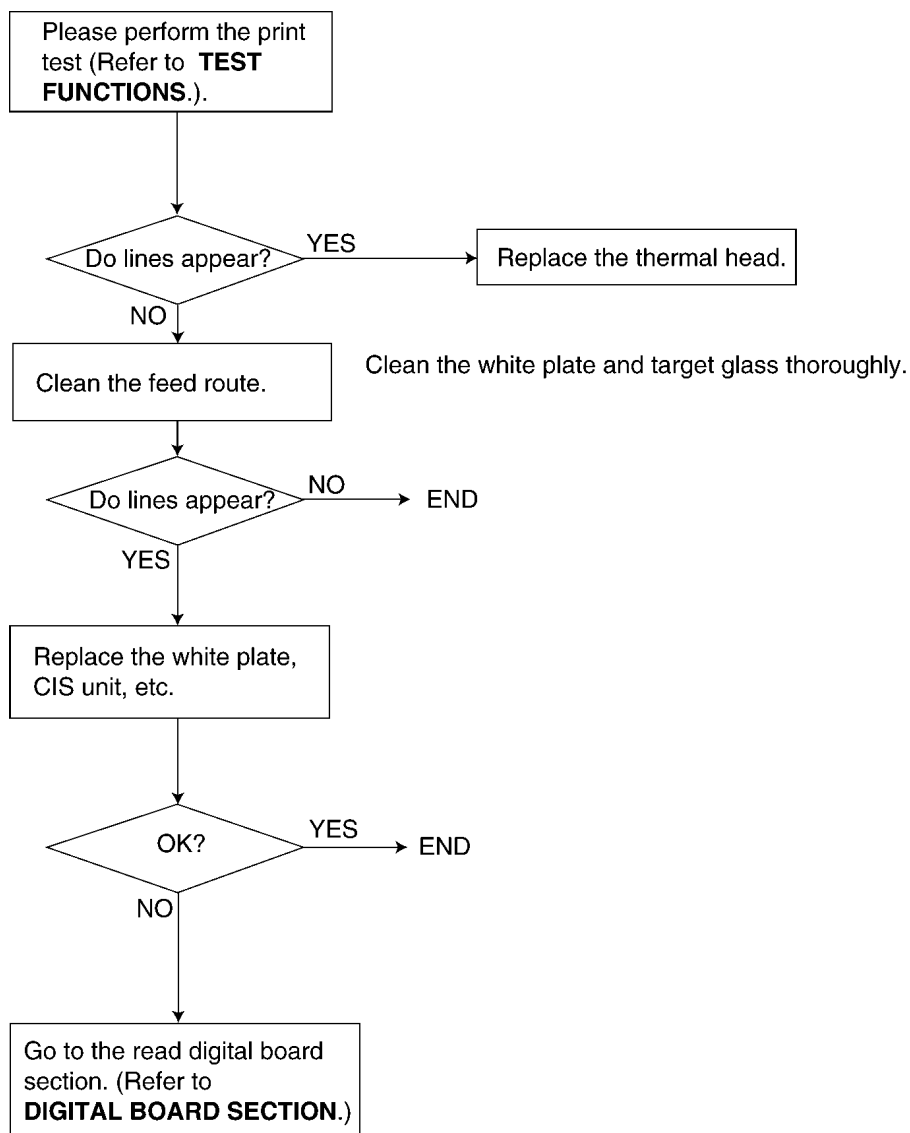 Please perform the print
test (Refer to TEST
FUNCTIONS.).
Do lines appear?
YES
Replace the thermal head.
NO
Clean the feed route.
Clean the white plate and target glass thoroughly.
Do lines appear?
NO
END
YES
Replace the white plate,
CIS unit, etc.
OK?
YES
END
NO
Go to the read digital board
section. (Refer to
DIGITAL BOARD SECTION.)